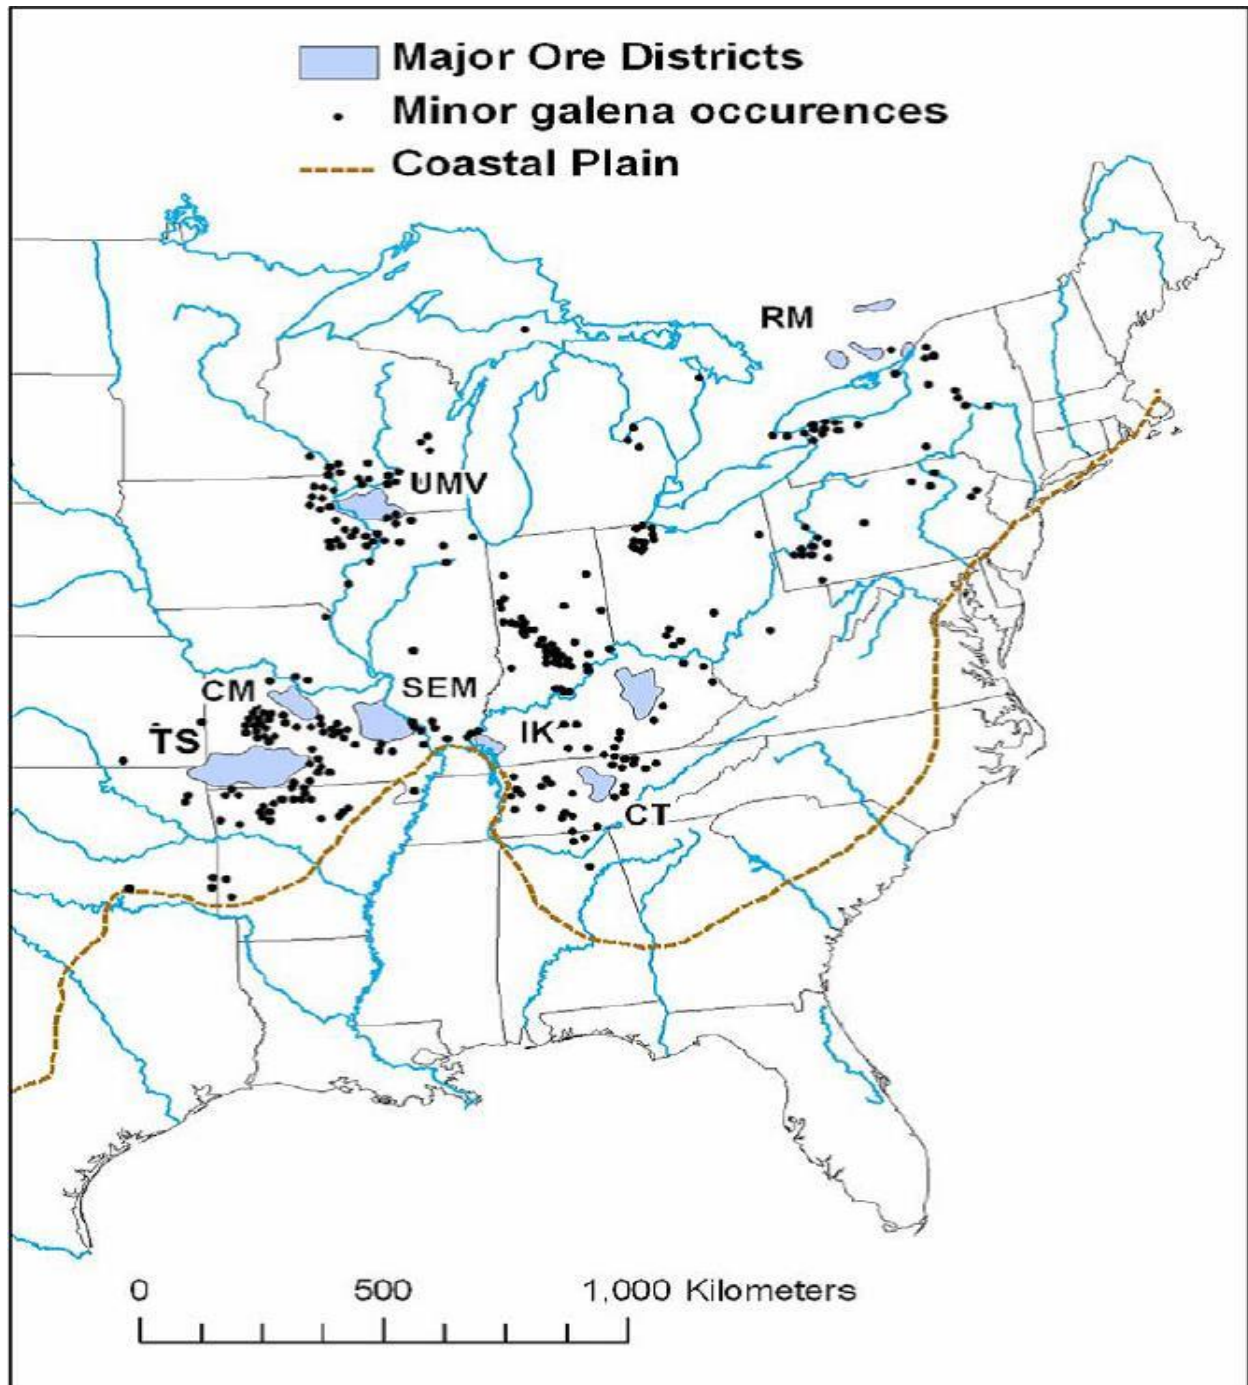 Major Ore Districts
Minor galena occurences
Coastal Plain
RM
UMV
CM
SEM
TS
IK
CT
0 500 1,000 Kilometers